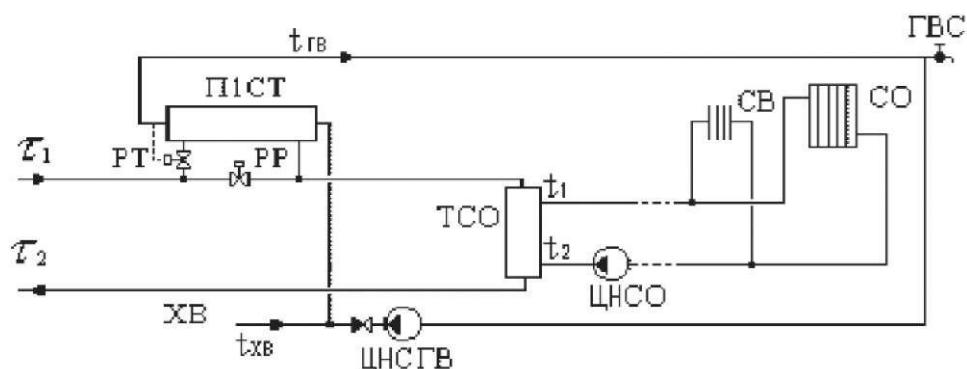 ГВС
tГВ
П1СТ
СВ
СО
τ1
РТ
РР
t1
ТСО
τ2
t2
ЦНСО
ХВ
tХВ
ЦНСГВ